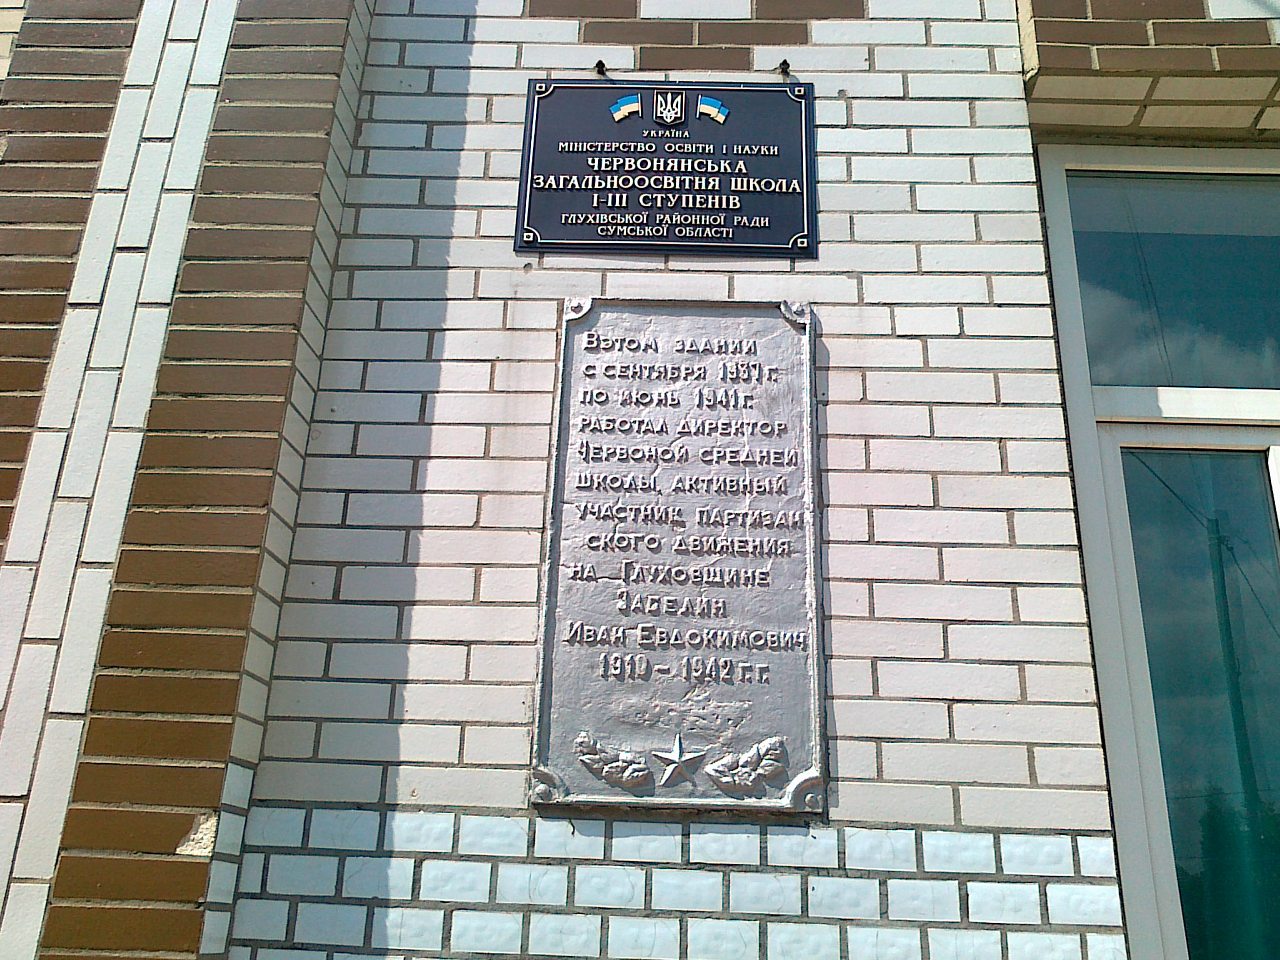 УКРАЇНА
МІНІСТЕРСТВО ОСВІТИ І НАУКИ
ЧЕРВОНЯНСЬКА
ЗАГАЛЬНООСВІТНЯ ШКОЛА
І-ІІІ СТУПЕНІВ
ГЛУХІВСЬКОЇ РАЙОННОЇ РАДИ
СУМСЬКОЇ ОБЛАСТІ
В ЭТОМ ЗДАНИИ
С СЕНТЯБРЯ 1937 Г.
ПО ИЮНЬ 1941 Г.
РАБОТАЛ ДИРЕКТОР
ЧЕРВОНОЙ СРЕДНЕЙ
ШКОЛЫ, АКТИВНЫЙ
УЧАСТНИК ПАРТИЗАН
СКОГО ДВИЖЕНИЯ
НА ГЛУХОВЩИНЕ
ЗАБЕЛИН
ИВАН ЕВДОКИМОВИЧ
1910 - 1942 Г.Г.